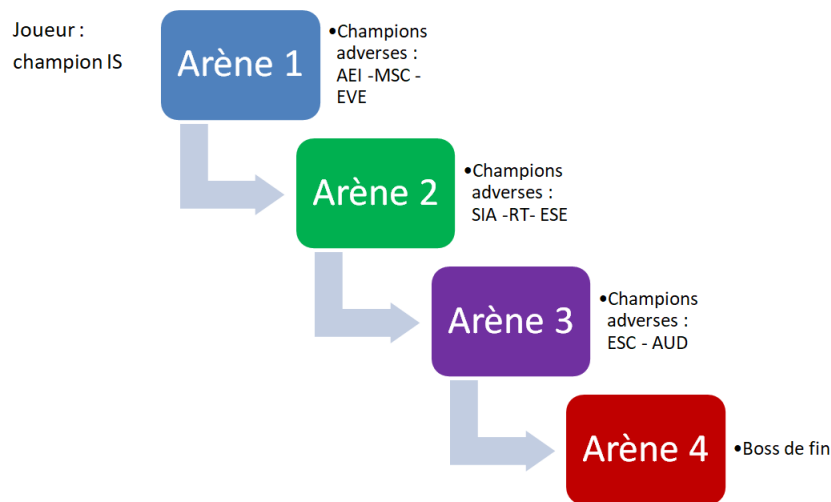 Joueur :
champion IS
Arène 1
•Champions
adverses :
AEI -MSC -
EVE
Arène 2
•Champions
adverses :
SIA -RT- ESE
Arène 3
•Champions
adverses :
ESC - AUD
Arène 4
•Boss de fin